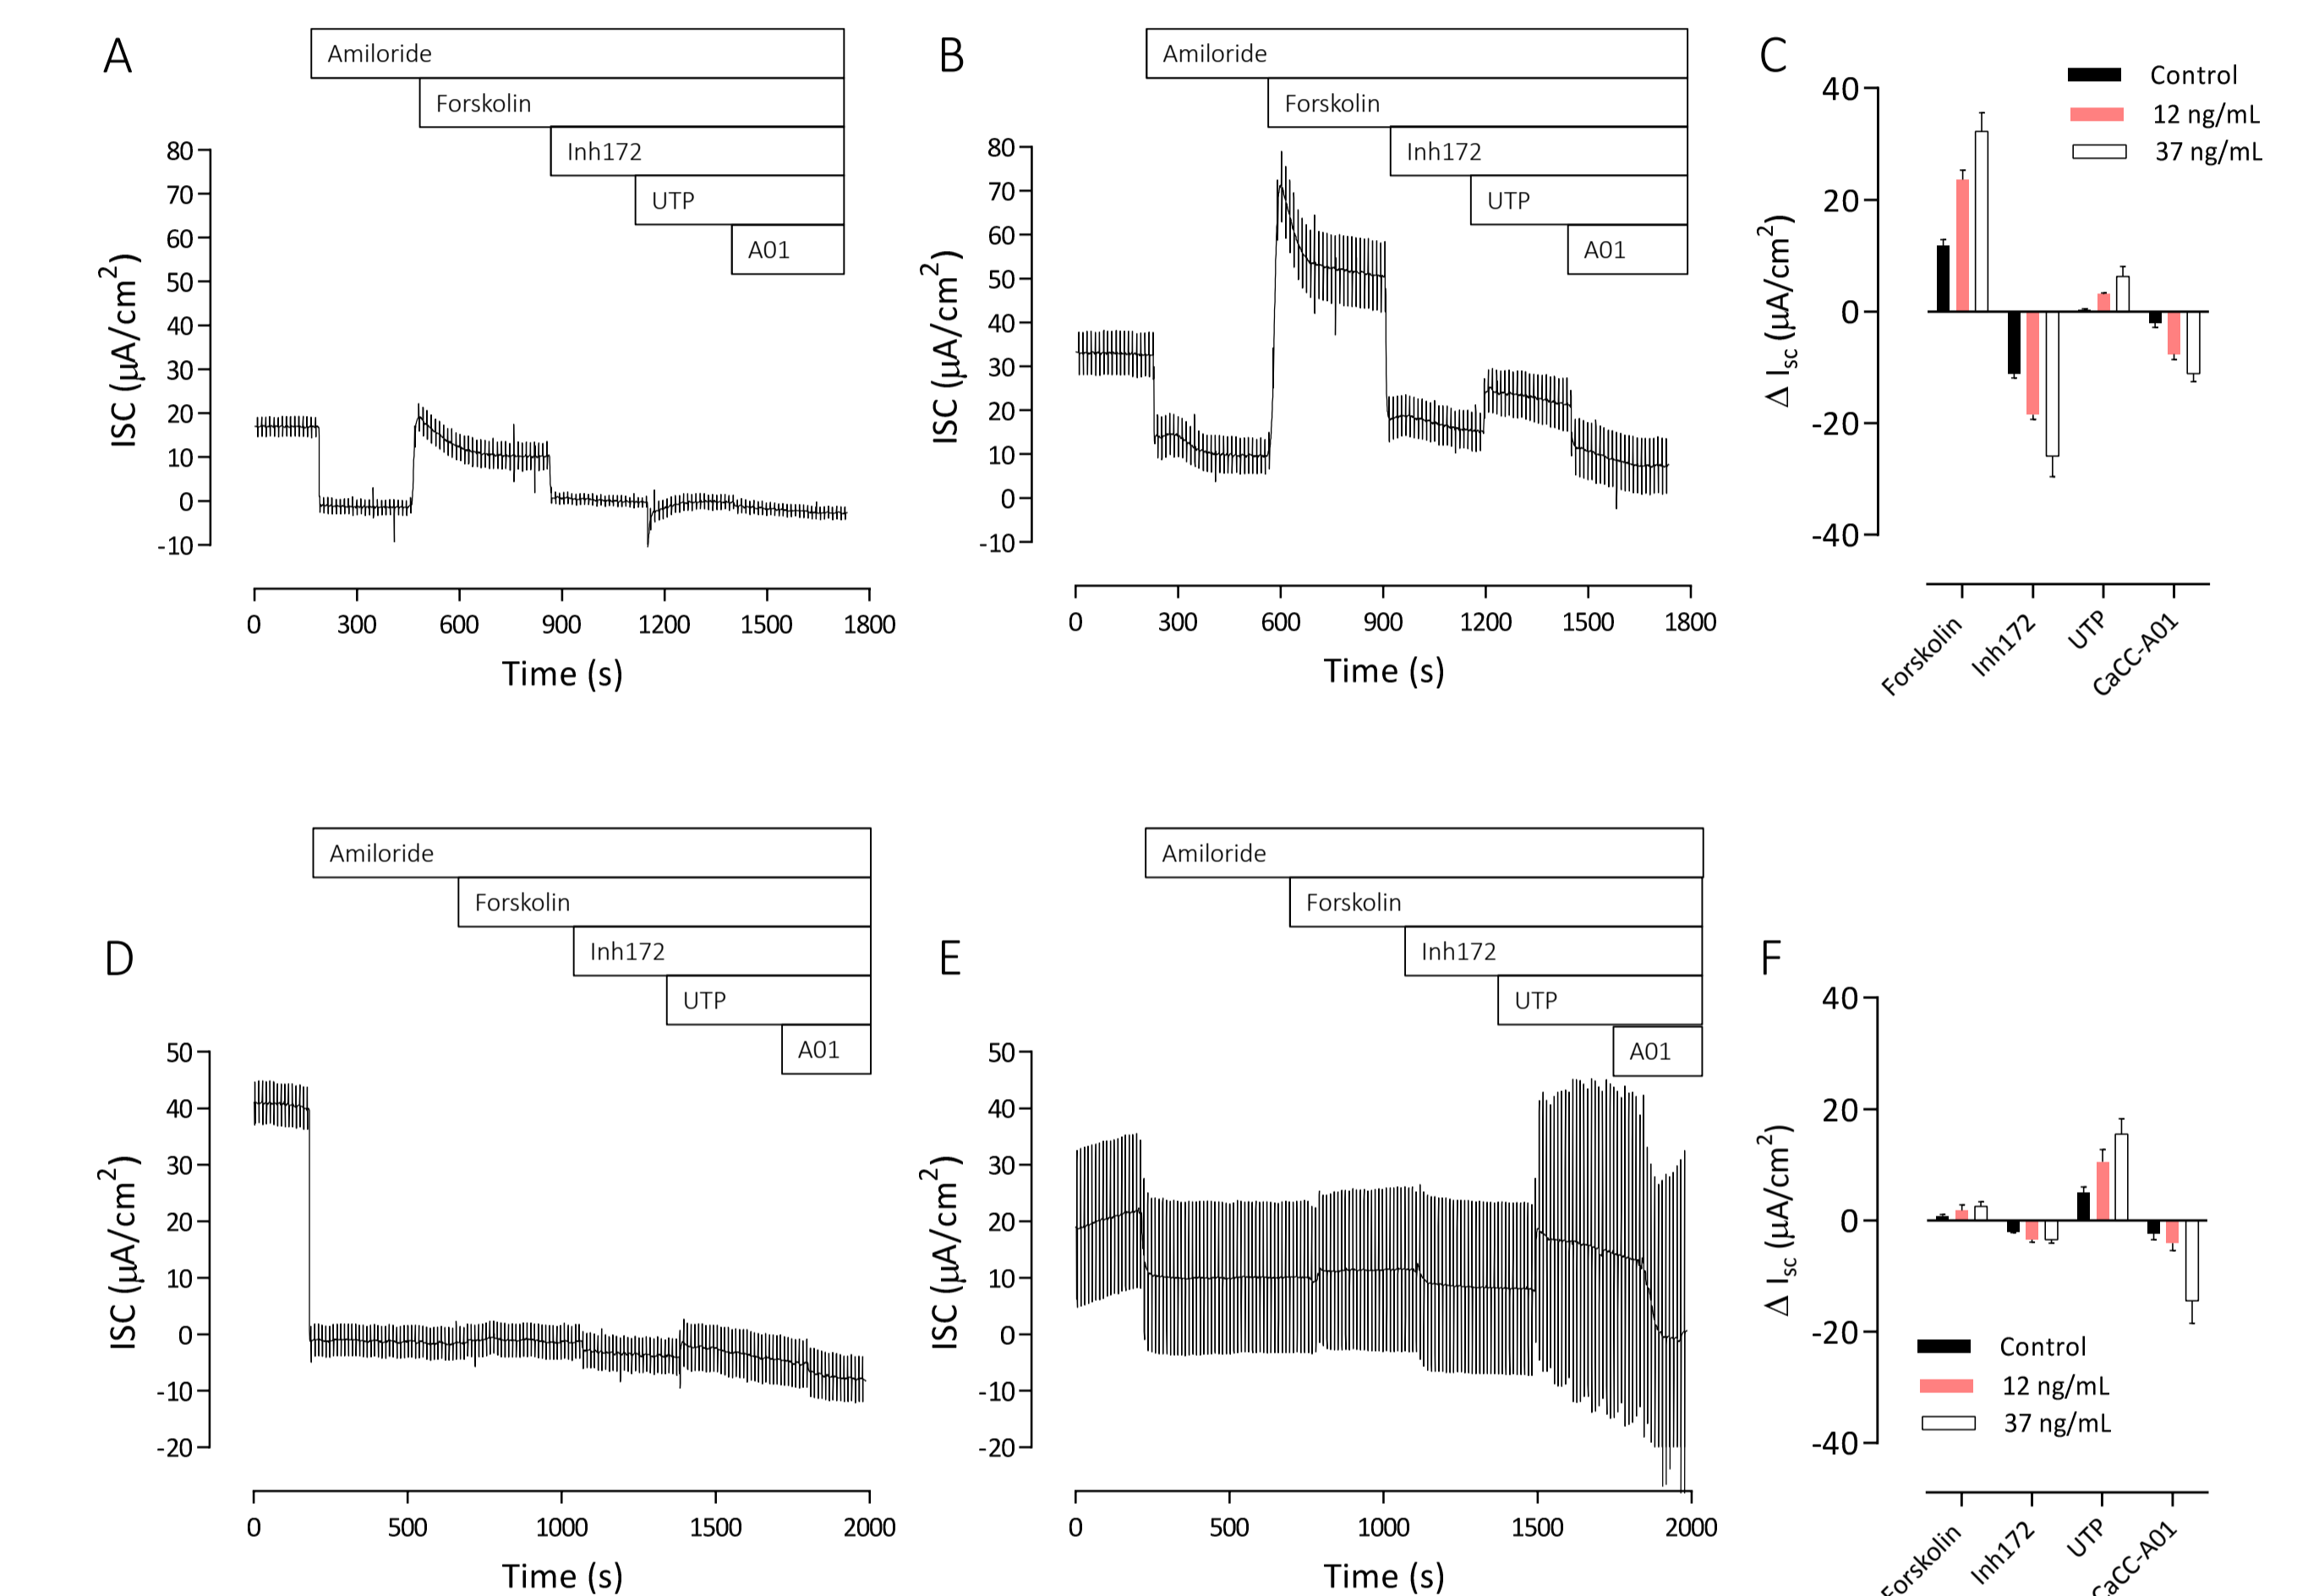 A
Amiloride
Forskolin
Inh172
UTP
A01
ISC (µA/cm²)
80
70
60
50
40
30
20
10
0
-10
0 300 600 900 1200 1500 1800
Time (s)
B
Amiloride
Forskolin
Inh172
UTP
A01
ISC (µA/cm²)
80
70
60
50
40
30
20
10
0
-10
0 300 600 900 1200 1500 1800
Time (s)
C
Control
12 ng/mL
37 ng/mL
Δ Isc (µA/cm²)
40
20
0
-20
-40
Forskolin
Inh172
UTP
CaCC-A01
D
Amiloride
Forskolin
Inh172
UTP
A01
ISC (µA/cm²)
50
40
30
20
10
0
-10
-20
0 500 1000 1500 2000
Time (s)
E
Amiloride
Forskolin
Inh172
UTP
A01
ISC (µA/cm²)
50
40
30
20
10
0
-10
-20
0 500 1000 1500 2000
Time (s)
F
Δ Isc (µA/cm²)
40
20
0
-20
-40
Control
12 ng/mL
37 ng/mL
Forskolin
Inh172
UTP
CaCC-A01